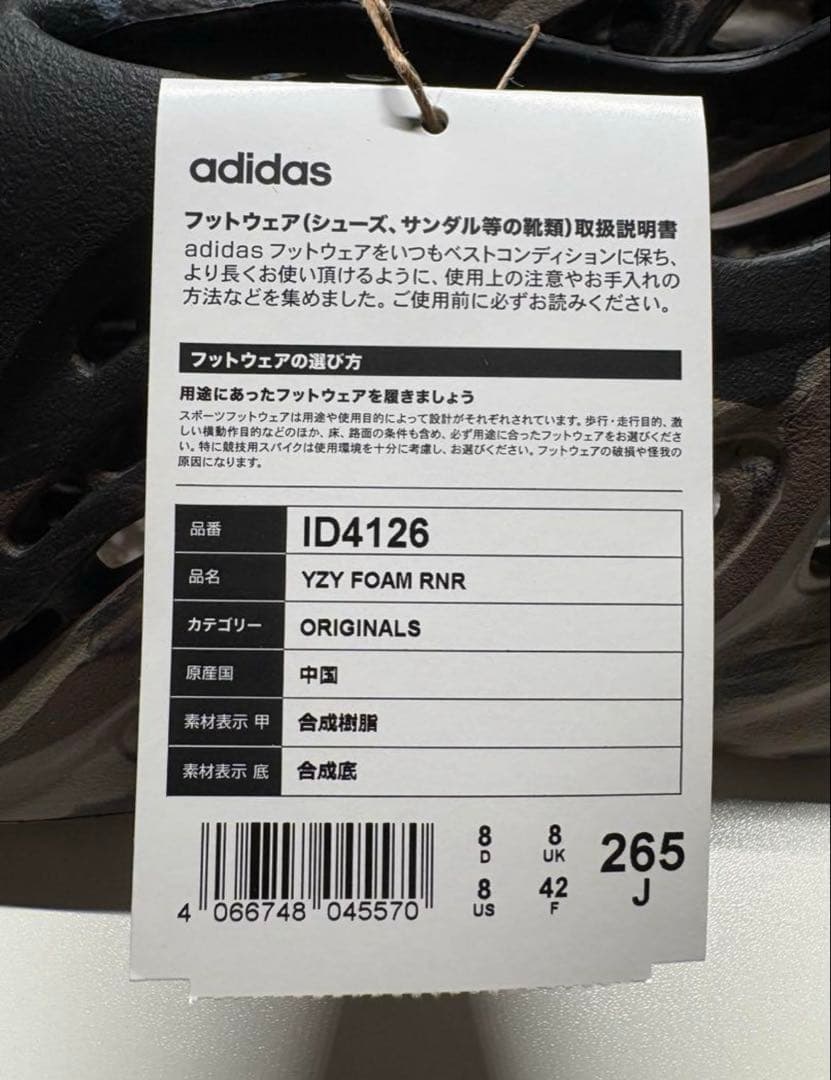 adidas
フットウェア(シューズ、サンダル等の靴類)取扱説明書
adidas フットウェアをいつもベストコンディションに保ち、
より長くお使い頂けるように、使用上の注意やお手入れの
方法などを集めました。ご使用前に必ずお読みください。
フットウェアの選び方
用途にあったフットウェアを履きましょう
スポーツフットウェアは用途や使用目的によって設計がそれぞれされています。歩行・走行目的、激
しい横動作目的などのほか、床、路面の条件も含め、必ず用途に合ったフットウェアをお選びくださ
い。特に競技用スパイクは使用環境を十分に考慮し、お選びください。フットウェアの破損や怪我の
原因になります。
品番 ID4126
品名 YZY FOAM RNR
カテゴリー ORIGINALS
原産国 中国
素材表示 甲 合成樹脂
素材表示 底 合成底
8 8 265
D UK J
8 42
US F
4 066748 045570